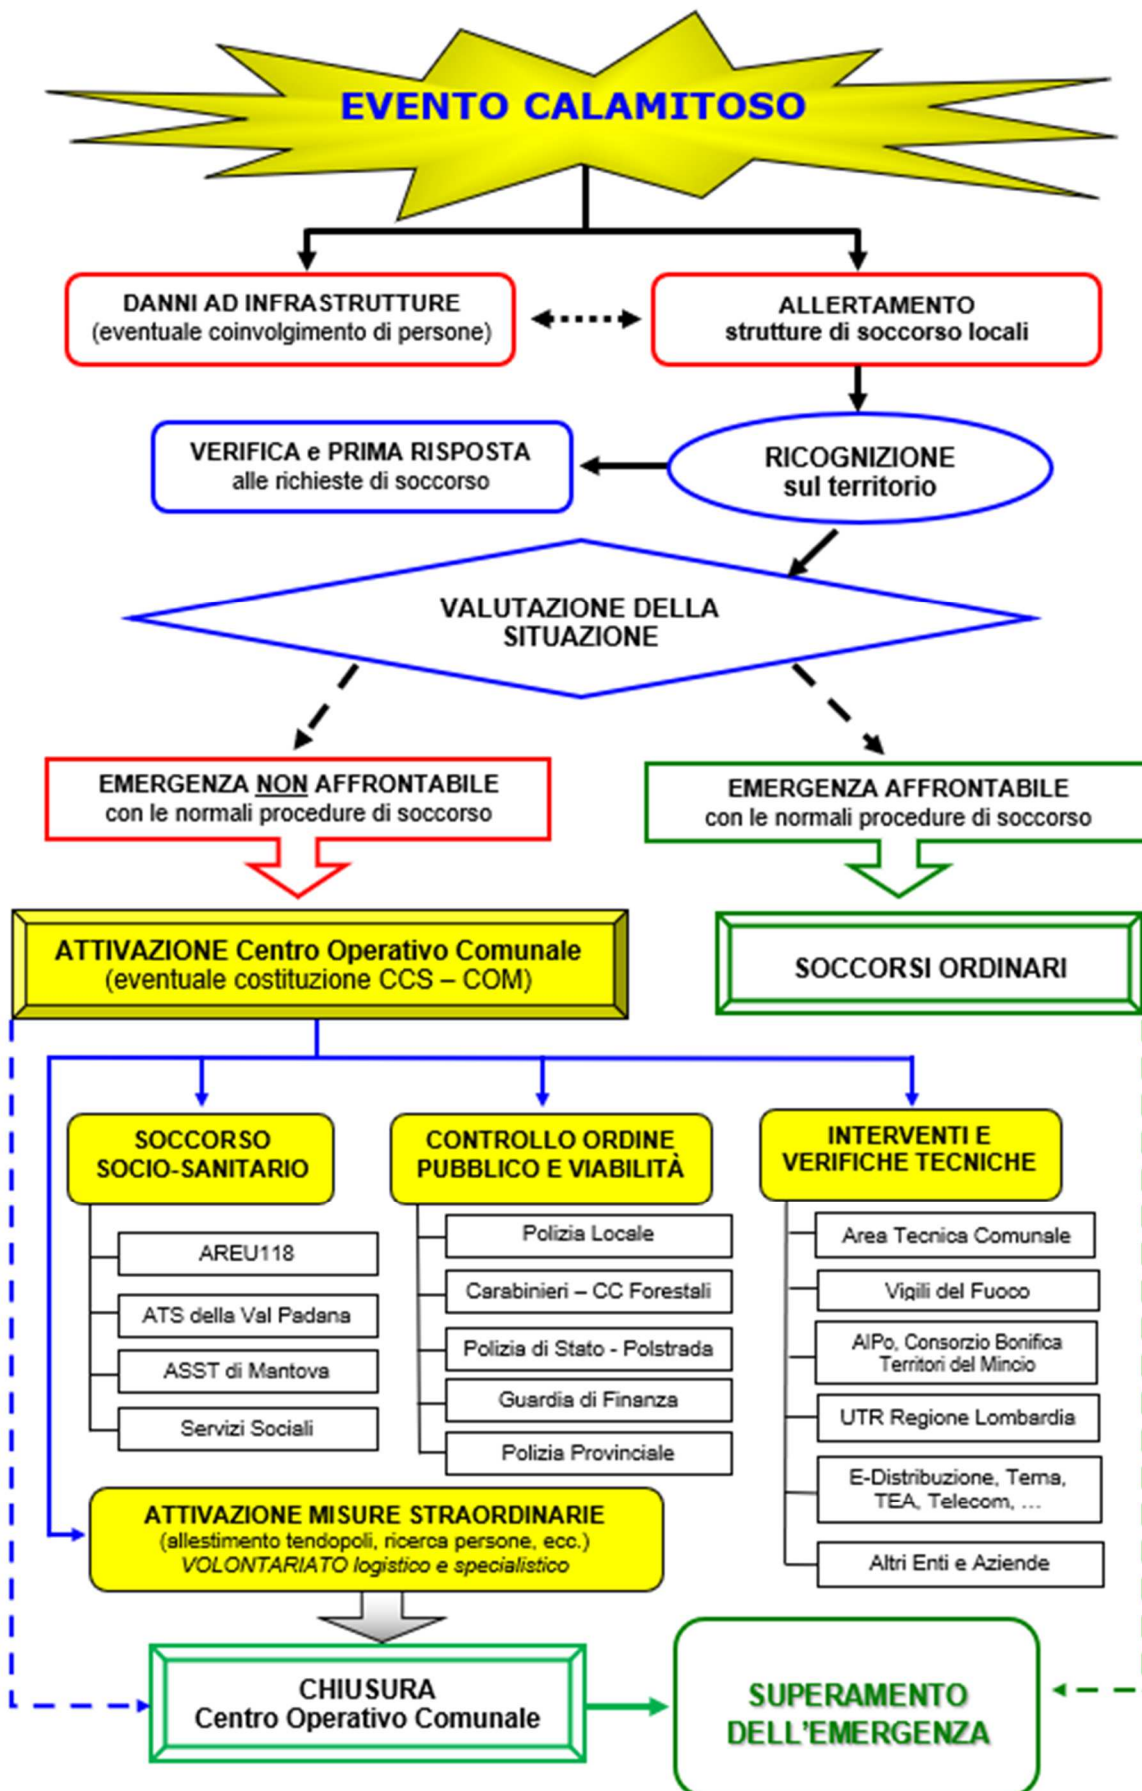 EVENTO CALAMITOSO
DANNI AD INFRASTRUTTURE
(eventuale coinvolgimento di persone)
ALLERTAMENTO
strutture di soccorso locali
VERIFICA e PRIMA RISPOSTA
alle richieste di soccorso
RICOGNIZIONE
sul territorio
VALUTAZIONE DELLA
SITUAZIONE
EMERGENZA NON AFFRONTABILE
con le normali procedure di soccorso
EMERGENZA AFFRONTABILE
con le normali procedure di soccorso
ATTIVAZIONE Centro Operativo Comunale
(eventuale costituzione CCS – COM)
SOCCORSI ORDINARI
SOCCORSO
SOCIO-SANITARIO
AREU118
ATS della Val Padana
ASST di Mantova
Servizi Sociali
CONTROLLO ORDINE
PUBBLICO E VIABILITÀ
Polizia Locale
Carabinieri – CC Forestali
Polizia di Stato - Polstrada
Guardia di Finanza
Polizia Provinciale
INTERVENTI E
VERIFICHE TECNICHE
Area Tecnica Comunale
Vigili del Fuoco
AIPo, Consorzio Bonifica
Territori del Mincio
UTR Regione Lombardia
E-Distribuzione, Terna,
TEA, Telecom, …
Altri Enti e Aziende
ATTIVAZIONE MISURE STRAORDINARIE
(allestimento tendopoli, ricerca persone, ecc.)
VOLONTARIATO logistico e specialistico
CHIUSURA
Centro Operativo Comunale
SUPERAMENTO
DELL'EMERGENZA